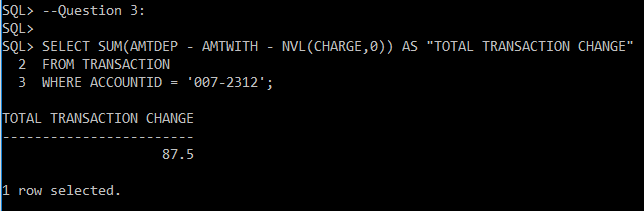 SQL> --Question 3:
SQL>
SQL> SELECT SUM(AMTDEP - AMTWITH - NVL(CHARGE,0)) AS "TOTAL TRANSACTION CHANGE"
  2  FROM TRANSACTION
  3  WHERE ACCOUNTID = '007-2312';
TOTAL TRANSACTION CHANGE
------------------------
                    87.5
1 row selected.